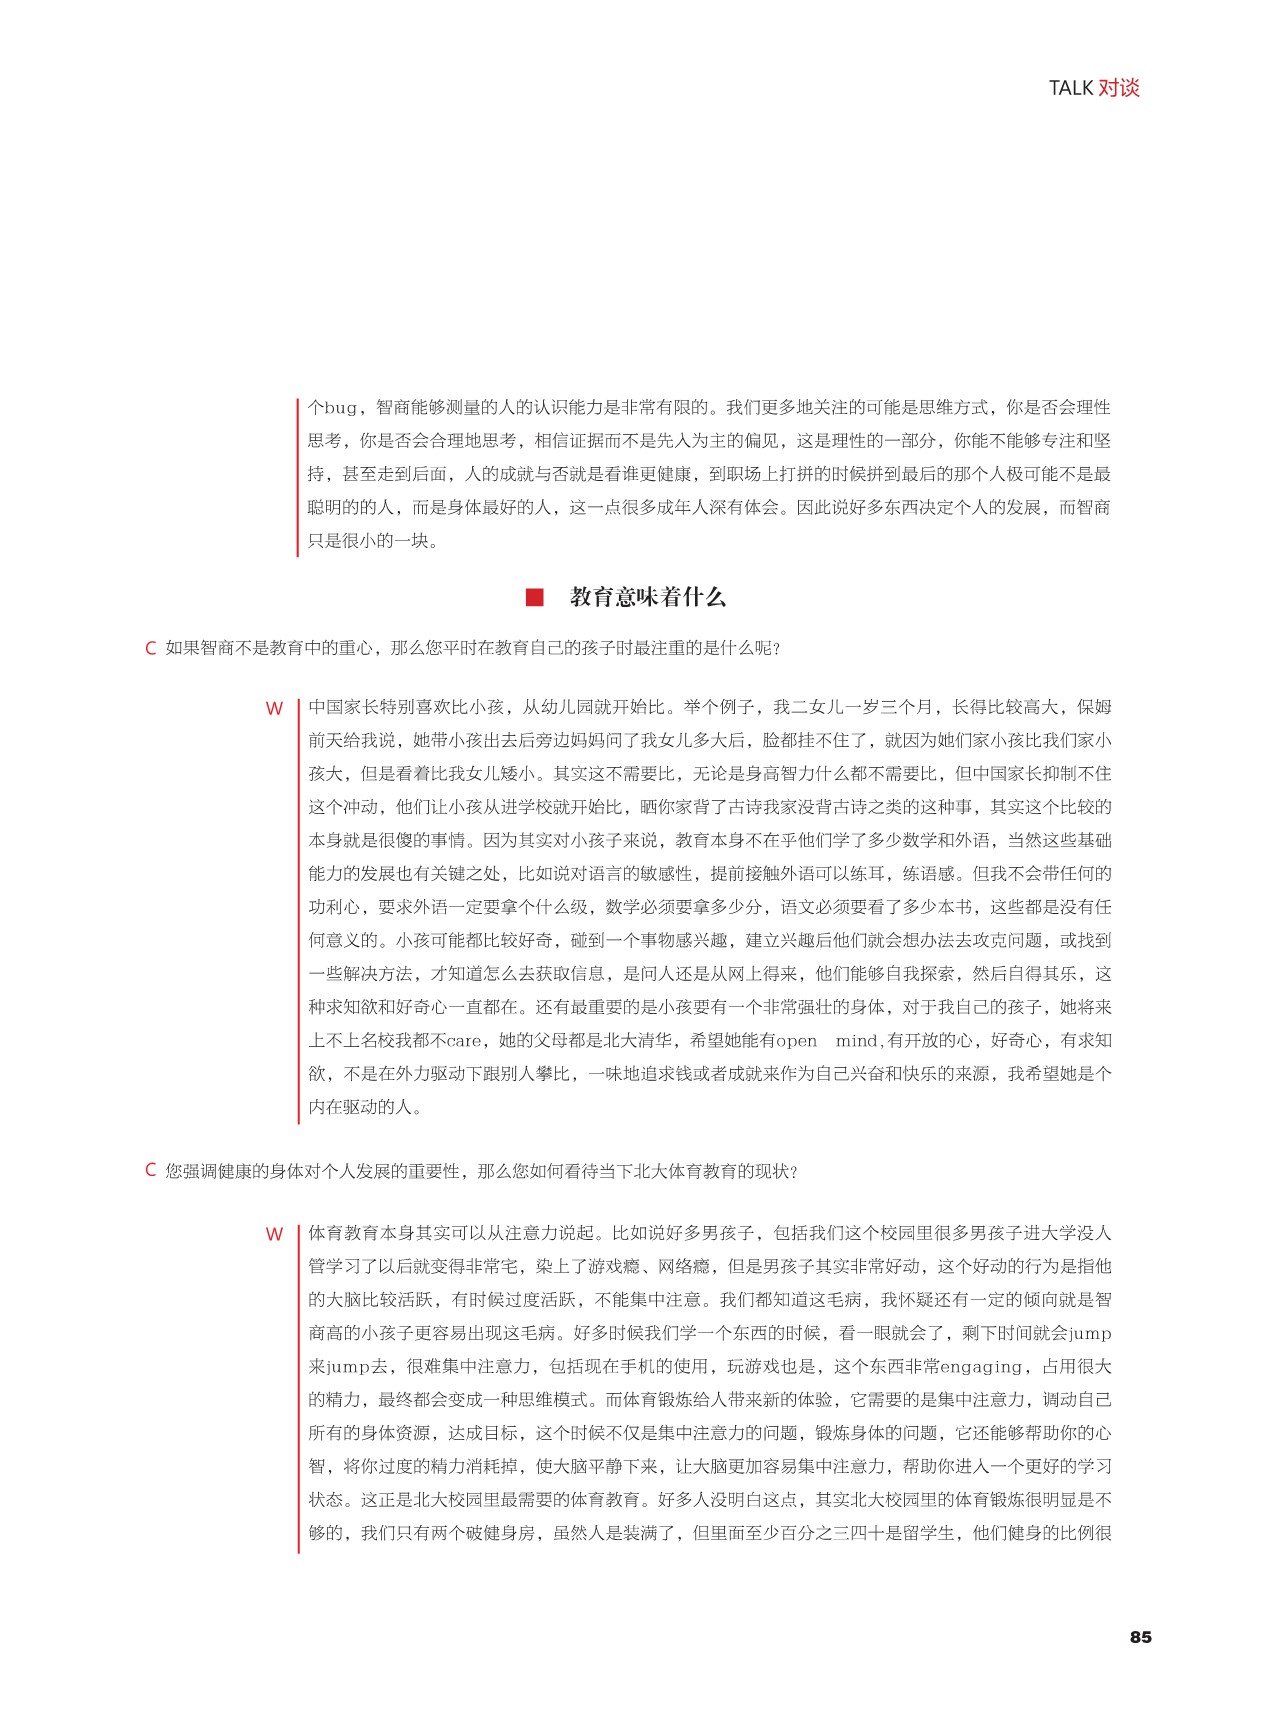 TALK 对谈
个bug，智商能够测量的人的认识能力是非常有限的。我们更多地关注的可能是思维方式，你是否会理性
思考，你是否会合理地思考，相信证据而不是先入为主的偏见，这是理性的一部分，你能不能够专注和坚
持，甚至走到后面，人的成就与否就是看谁更健康，到职场上打拼的时候拼到最后的那个人极可能不是最
聪明的的人，而是身体最好的人，这一点很多成年人深有体会。因此说好多东西决定个人的发展，而智商
只是很小的一块。
■ 教育意味着什么
C 如果智商不是教育中的重心，那么您平时在教育自己的孩子时最注重的是什么呢？
W 中国家长特别喜欢比小孩，从幼儿园就开始比。举个例子，我二女儿一岁三个月，长得比较高大，保姆
前天给我说，她带小孩出去后旁边妈妈问了我女儿多大后，脸都挂不住了，就因为她们家小孩比我们家小
孩大，但是看着比我女儿矮小。其实这不需要比，无论是身高智力什么都不需要比，但中国家长抑制不住
这个冲动，他们让小孩从进学校就开始比，晒你家背了古诗我家没背古诗之类的这种事，其实这个比较的
本身就是很傻的事情。因为其实对小孩子来说，教育本身不在乎他们学了多少数学和外语，当然这些基础
能力的发展也有关键之处，比如说对语言的敏感性，提前接触外语可以练耳，练语感。但我不会带任何的
功利心，要求外语一定要拿个什么级，数学必须要拿多少分，语文必须要看了多少本书，这些都是没有任
何意义的。小孩可能都比较好奇，碰到一个事物感兴趣，建立兴趣后他们就会想办法去攻克问题，或找到
一些解决方法，才知道怎么去获取信息，是问人还是从网上得来，他们能够自我探索，然后自得其乐，这
种求知欲和好奇心一直都在。还有最重要的是小孩要有一个非常强壮的身体，对于我自己的孩子，她将来
上不上名校我都不care，她的父母都是北大清华，希望她能有open mind,有开放的心，好奇心，有求知
欲，不是在外力驱动下跟别人攀比，一味地追求钱或者成就来作为自己兴奋和快乐的来源，我希望她是个
内在驱动的人。
C 您强调健康的身体对个人发展的重要性，那么您如何看待当下北大体育教育的现状？
W 体育教育本身其实可以从注意力说起。比如说好多男孩子，包括我们这个校园里很多男孩子进大学没人
管学习了以后就变得非常宅，染上了游戏瘾、网络瘾，但是男孩子其实非常好动，这个好动的行为是指他
的大脑比较活跃，有时候过度活跃，不能集中注意。我们都知道这毛病，我怀疑还有一定的倾向就是智
商高的小孩子更容易出现这毛病。好多时候我们学一个东西的时候，看一眼就会了，剩下时间就会jump
来jump去，很难集中注意力，包括现在手机的使用，玩游戏也是，这个东西非常engaging，占用很大
的精力，最终都会变成一种思维模式。而体育锻炼给人带来新的体验，它需要的是集中注意力，调动自己
所有的身体资源，达成目标，这个时候不仅是集中注意力的问题，锻炼身体的问题，它还能够帮助你的心
智，将你过度的精力消耗掉，使大脑平静下来，让大脑更加容易集中注意力，帮助你进入一个更好的学习
状态。这正是北大校园里最需要的体育教育。好多人没明白这点，其实北大校园里的体育锻炼很明显是不
够的，我们只有两个破健身房，虽然人是装满了，但里面至少百分之三四十是留学生，他们健身的比例很
85